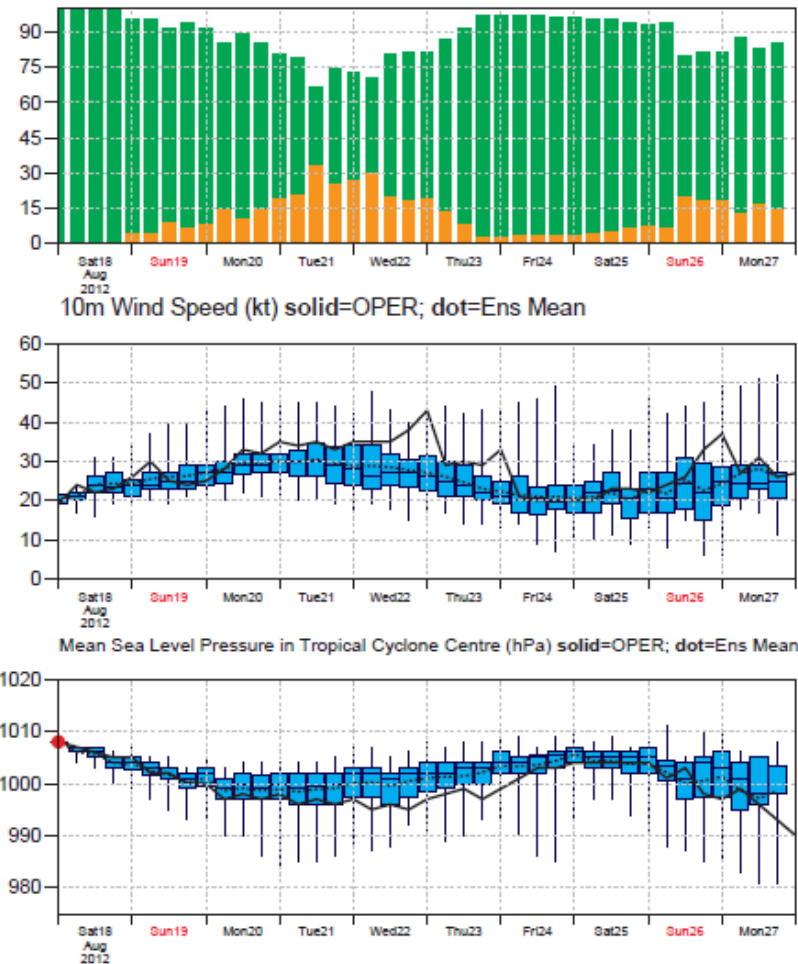 90
75
60
45
30
15
0
Sat18 Sun19 Mon20 Tue21 Wed22 Thu23 Fri24 Sat25 Sun26 Mon27
Aug
2012
10m Wind Speed (kt) solid=OPER; dot=Ens Mean
60
50
40
30
20
10
0
Sat18 Sun19 Mon20 Tue21 Wed22 Thu23 Fri24 Sat25 Sun26 Mon27
Aug
2012
Mean Sea Level Pressure in Tropical Cyclone Centre (hPa) solid=OPER; dot=Ens Mean
1020
1010
1000
990
980
Sat18 Sun19 Mon20 Tue21 Wed22 Thu23 Fri24 Sat25 Sun26 Mon27
Aug
2012